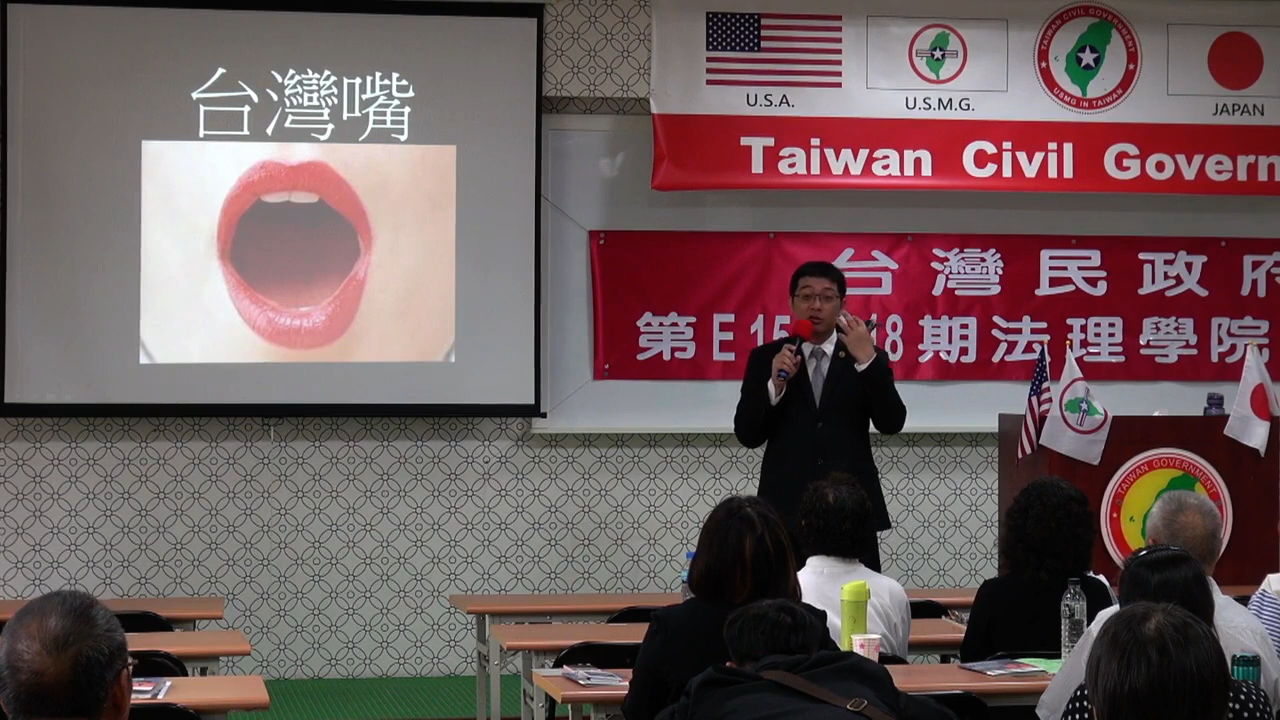 台灣嘴
U.S.A.
U.S.M.G.
TAIWAN CIVIL GOVERNMENT
USMG IN TAIWAN
JAPAN
Taiwan Civil Govern
台灣民政府
第E15 18期法理學院
TAIWAN GOVERNMENT